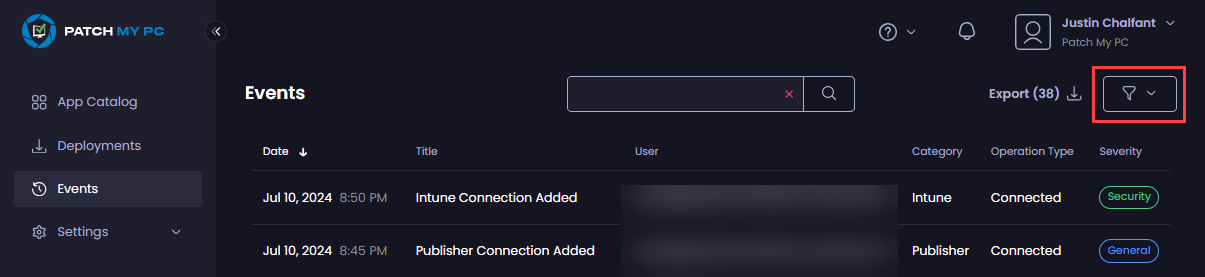 PATCH MY PC
Justin Chalfant
Patch My PC
App Catalog
Deployments
Events
Settings
Events
Export (38)
Date Title User Category Operation Type Severity
Jul 10, 2024 8:50 PM Intune Connection Added Intune Connected Security
Jul 10, 2024 8:45 PM Publisher Connection Added Publisher Connected General